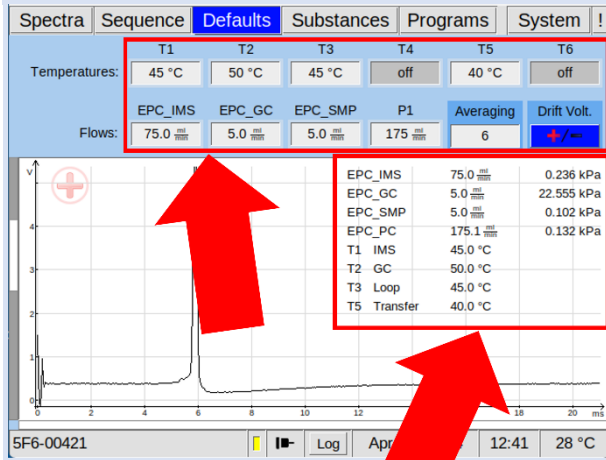 Spectra Sequence Defaults Substances Programs System !
T1 T2 T3 T4 T5 T6
Temperatures: 45 °C 50 °C 45 °C off 40 °C off
EPC_IMS EPC_GC EPC_SMP P1 Averaging Drift Volt.
Flows: 75.0 ml/min 5.0 ml/min 5.0 ml/min 175 ml/min 6 +/-
V
EPC_IMS 75.0 ml/min 0.236 kPa
EPC_GC 5.0 ml/min 22.555 kPa
EPC_SMP 5.0 ml/min 0.102 kPa
EPC_PC 175.1 ml/min 0.132 kPa
T1 IMS 45.0 °C
T2 GC 50.0 °C
T3 Loop 45.0 °C
T5 Transfer 40.0 °C
4
3
2
1
0
0 2 4 6 8 10 12 18 20 ms
5F6-00421 Log 12:41 28 °C